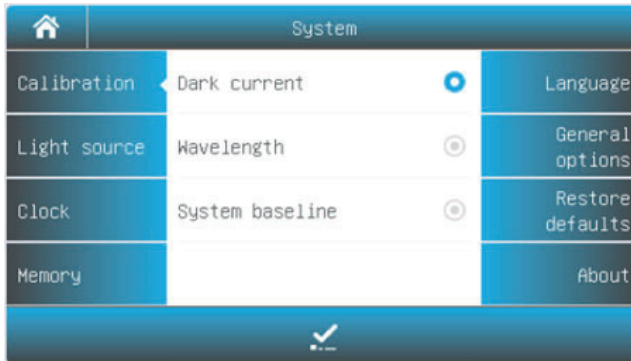 System
Calibration
Dark current
Language
Light source
Wavelength
General
options
Clock
System baseline
Restore
defaults
Memory
About